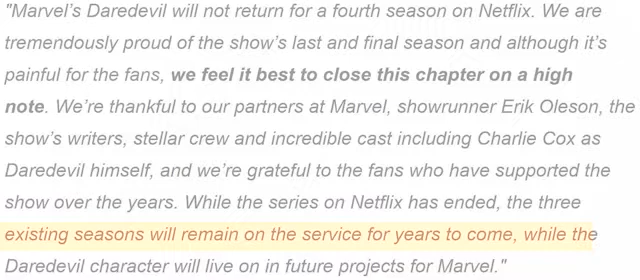 "Marvel's Daredevil will not return for a fourth season on Netflix. We are
tremendously proud of the show's last and final season and although it's
painful for the fans, we feel it best to close this chapter on a high
note. We're thankful to our partners at Marvel, showrunner Erik Oleson, the
show's writers, stellar crew and incredible cast including Charlie Cox as
Daredevil himself, and we're grateful to the fans who have supported the
show over the years. While the series on Netflix has ended, the three
existing seasons will remain on the service for years to come, while the
Daredevil character will live on in future projects for Marvel."